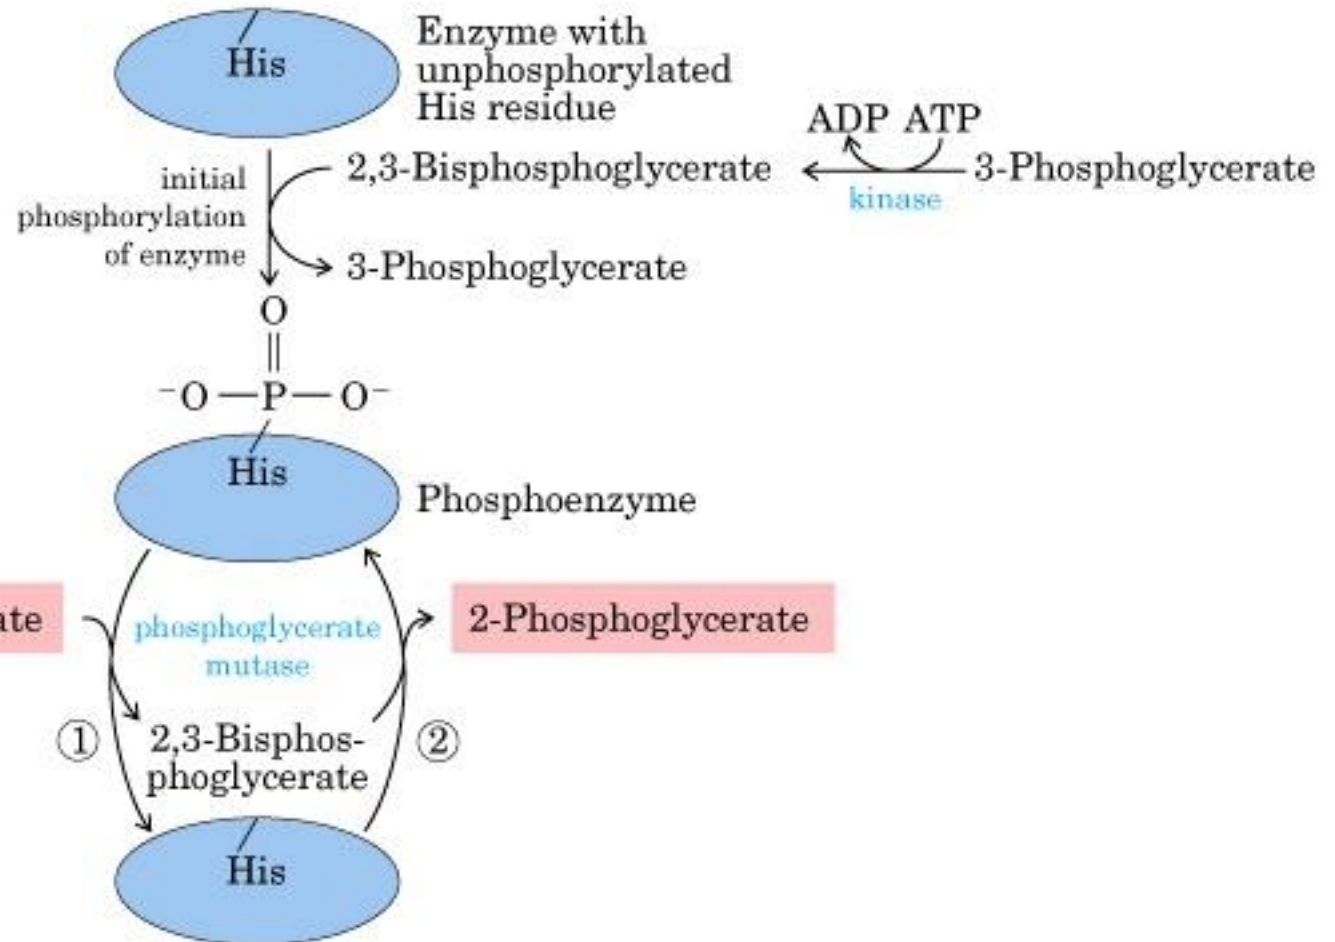 His
Enzyme with
unphosphorylated
His residue
ADP ATP
initial
phosphorylation
of enzyme
2,3-Bisphosphoglycerate
3-Phosphoglycerate
kinase
3-Phosphoglycerate
O
⁻O—P—O⁻
His
Phosphoenzyme
ate
phosphoglycerate
mutase
2-Phosphoglycerate
①
2,3-Bisphos-
phoglycerate
②
His